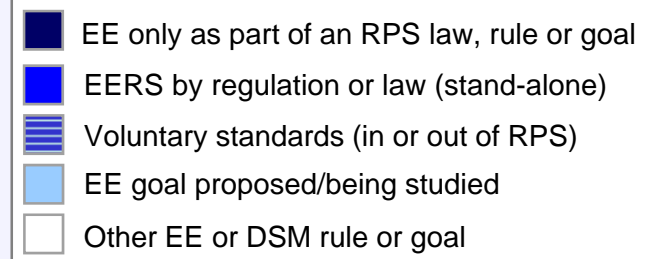 EE only as part of an RPS law, rule or goal
EERS by regulation or law (stand-alone)
Voluntary standards (in or out of RPS)
EE goal proposed/being studied
Other EE or DSM rule or goal